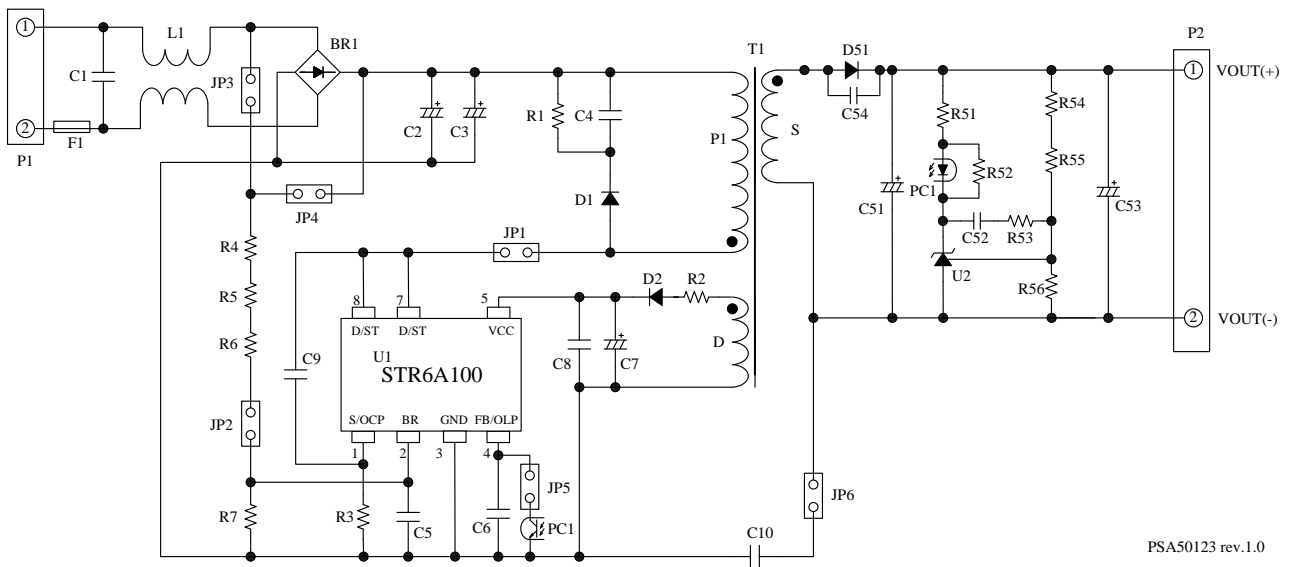 1
L1
BR1
T1
D51
P2
1
VOUT(+)
C1
JP3
C2
C3
R1
C4
P1
S
C54
R51
R54
2
F1
P1
R55
PC1
R52
C51
C53
JP4
D1
C52
R53
U2
R4
JP1
R56
R5
8
7
5
D2
R2
2
VOUT(-)
D/ST
D/ST
VCC
D
R6
C9
U1
STR6A100
C8
C7
JP2
S/OCP
BR
GND
FB/OLP
1
2
3
4
JP5
JP6
R7
R3
C5
C6
PC1
C10
PSA50123 rev.1.0